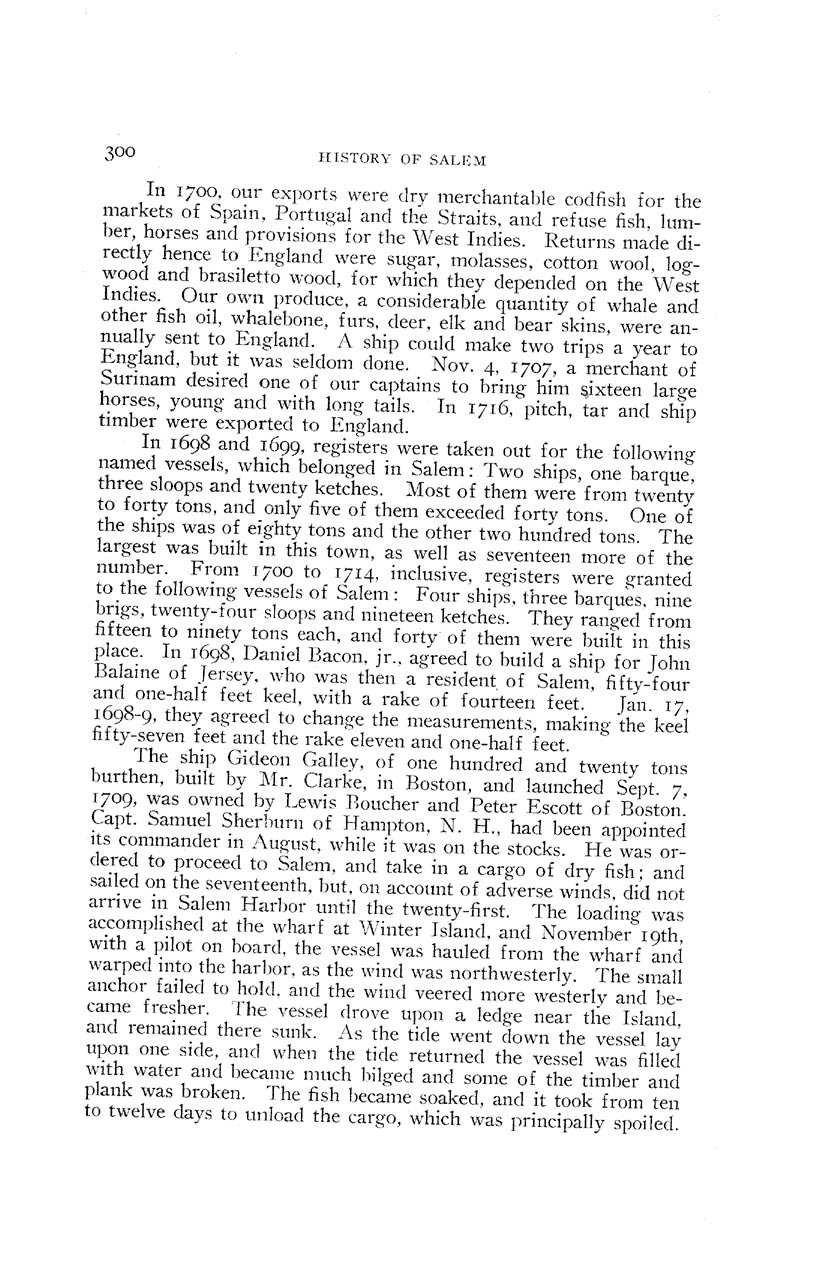 300
HISTORY OF SALEM
In 1700, our exports were dry merchantable codfish for the
markets of Spain, Portugal and the Straits, and refuse fish, lum-
ber, horses and provisions for the West Indies. Returns made di-
rectly hence to England were sugar, molasses, cotton wool, log-
wood and brasiletto wood, for which they depended on the West
Indies. Our own produce, a considerable quantity of whale and
other fish oil, whalebone, furs, deer, elk and bear skins, were an-
nually sent to England. A ship could make two trips a year to
England, but it was seldom done. Nov. 4, 1707, a merchant of
Surinam desired one of our captains to bring him sixteen large
horses, young and with long tails. In 1716, pitch, tar and ship
timber were exported to England.
In 1698 and 1699, registers were taken out for the following
named vessels, which belonged in Salem: Two ships, one barque,
three sloops and twenty ketches. Most of them were from twenty
to forty tons, and only five of them exceeded forty tons. One of
the ships was of eighty tons and the other two hundred tons. The
largest was built in this town, as well as seventeen more of the
number. From 1700 to 1714, inclusive, registers were granted
to the following vessels of Salem: Four ships, three barques, nine
brigs, twenty-four sloops and nineteen ketches. They ranged from
fifteen to ninety tons each, and forty of them were built in this
place. In 1698, Daniel Bacon, jr., agreed to build a ship for John
Balaine of Jersey, who was then a resident of Salem, fifty-four
and one-half feet keel, with a rake of fourteen feet. Jan. 17,
1698-9, they agreed to change the measurements, making the keel
fifty-seven feet and the rake eleven and one-half feet.
The ship Gideon Galley, of one hundred and twenty tons
burthen, built by Mr. Clarke, in Boston, and launched Sept. 7,
1709, was owned by Lewis Boucher and Peter Escott of Boston.
Capt. Samuel Sherburn of Hampton, N. H., had been appointed
its commander in August, while it was on the stocks. He was or-
dered to proceed to Salem, and take in a cargo of dry fish; and
sailed on the seventeenth, but, on account of adverse winds, did not
arrive in Salem Harbor until the twenty-first. The loading was
accomplished at the wharf at Winter Island, and November 19th,
with a pilot on board, the vessel was hauled from the wharf and
warped into the harbor, as the wind was northwesterly. The small
anchor failed to hold, and the wind veered more westerly and be-
came fresher. The vessel drove upon a ledge near the Island,
and remained there sunk. As the tide went down the vessel lay
upon one side, and when the tide returned the vessel was filled
with water and became much bilged and some of the timber and
plank was broken. The fish became soaked, and it took from ten
to twelve days to unload the cargo, which was principally spoiled.